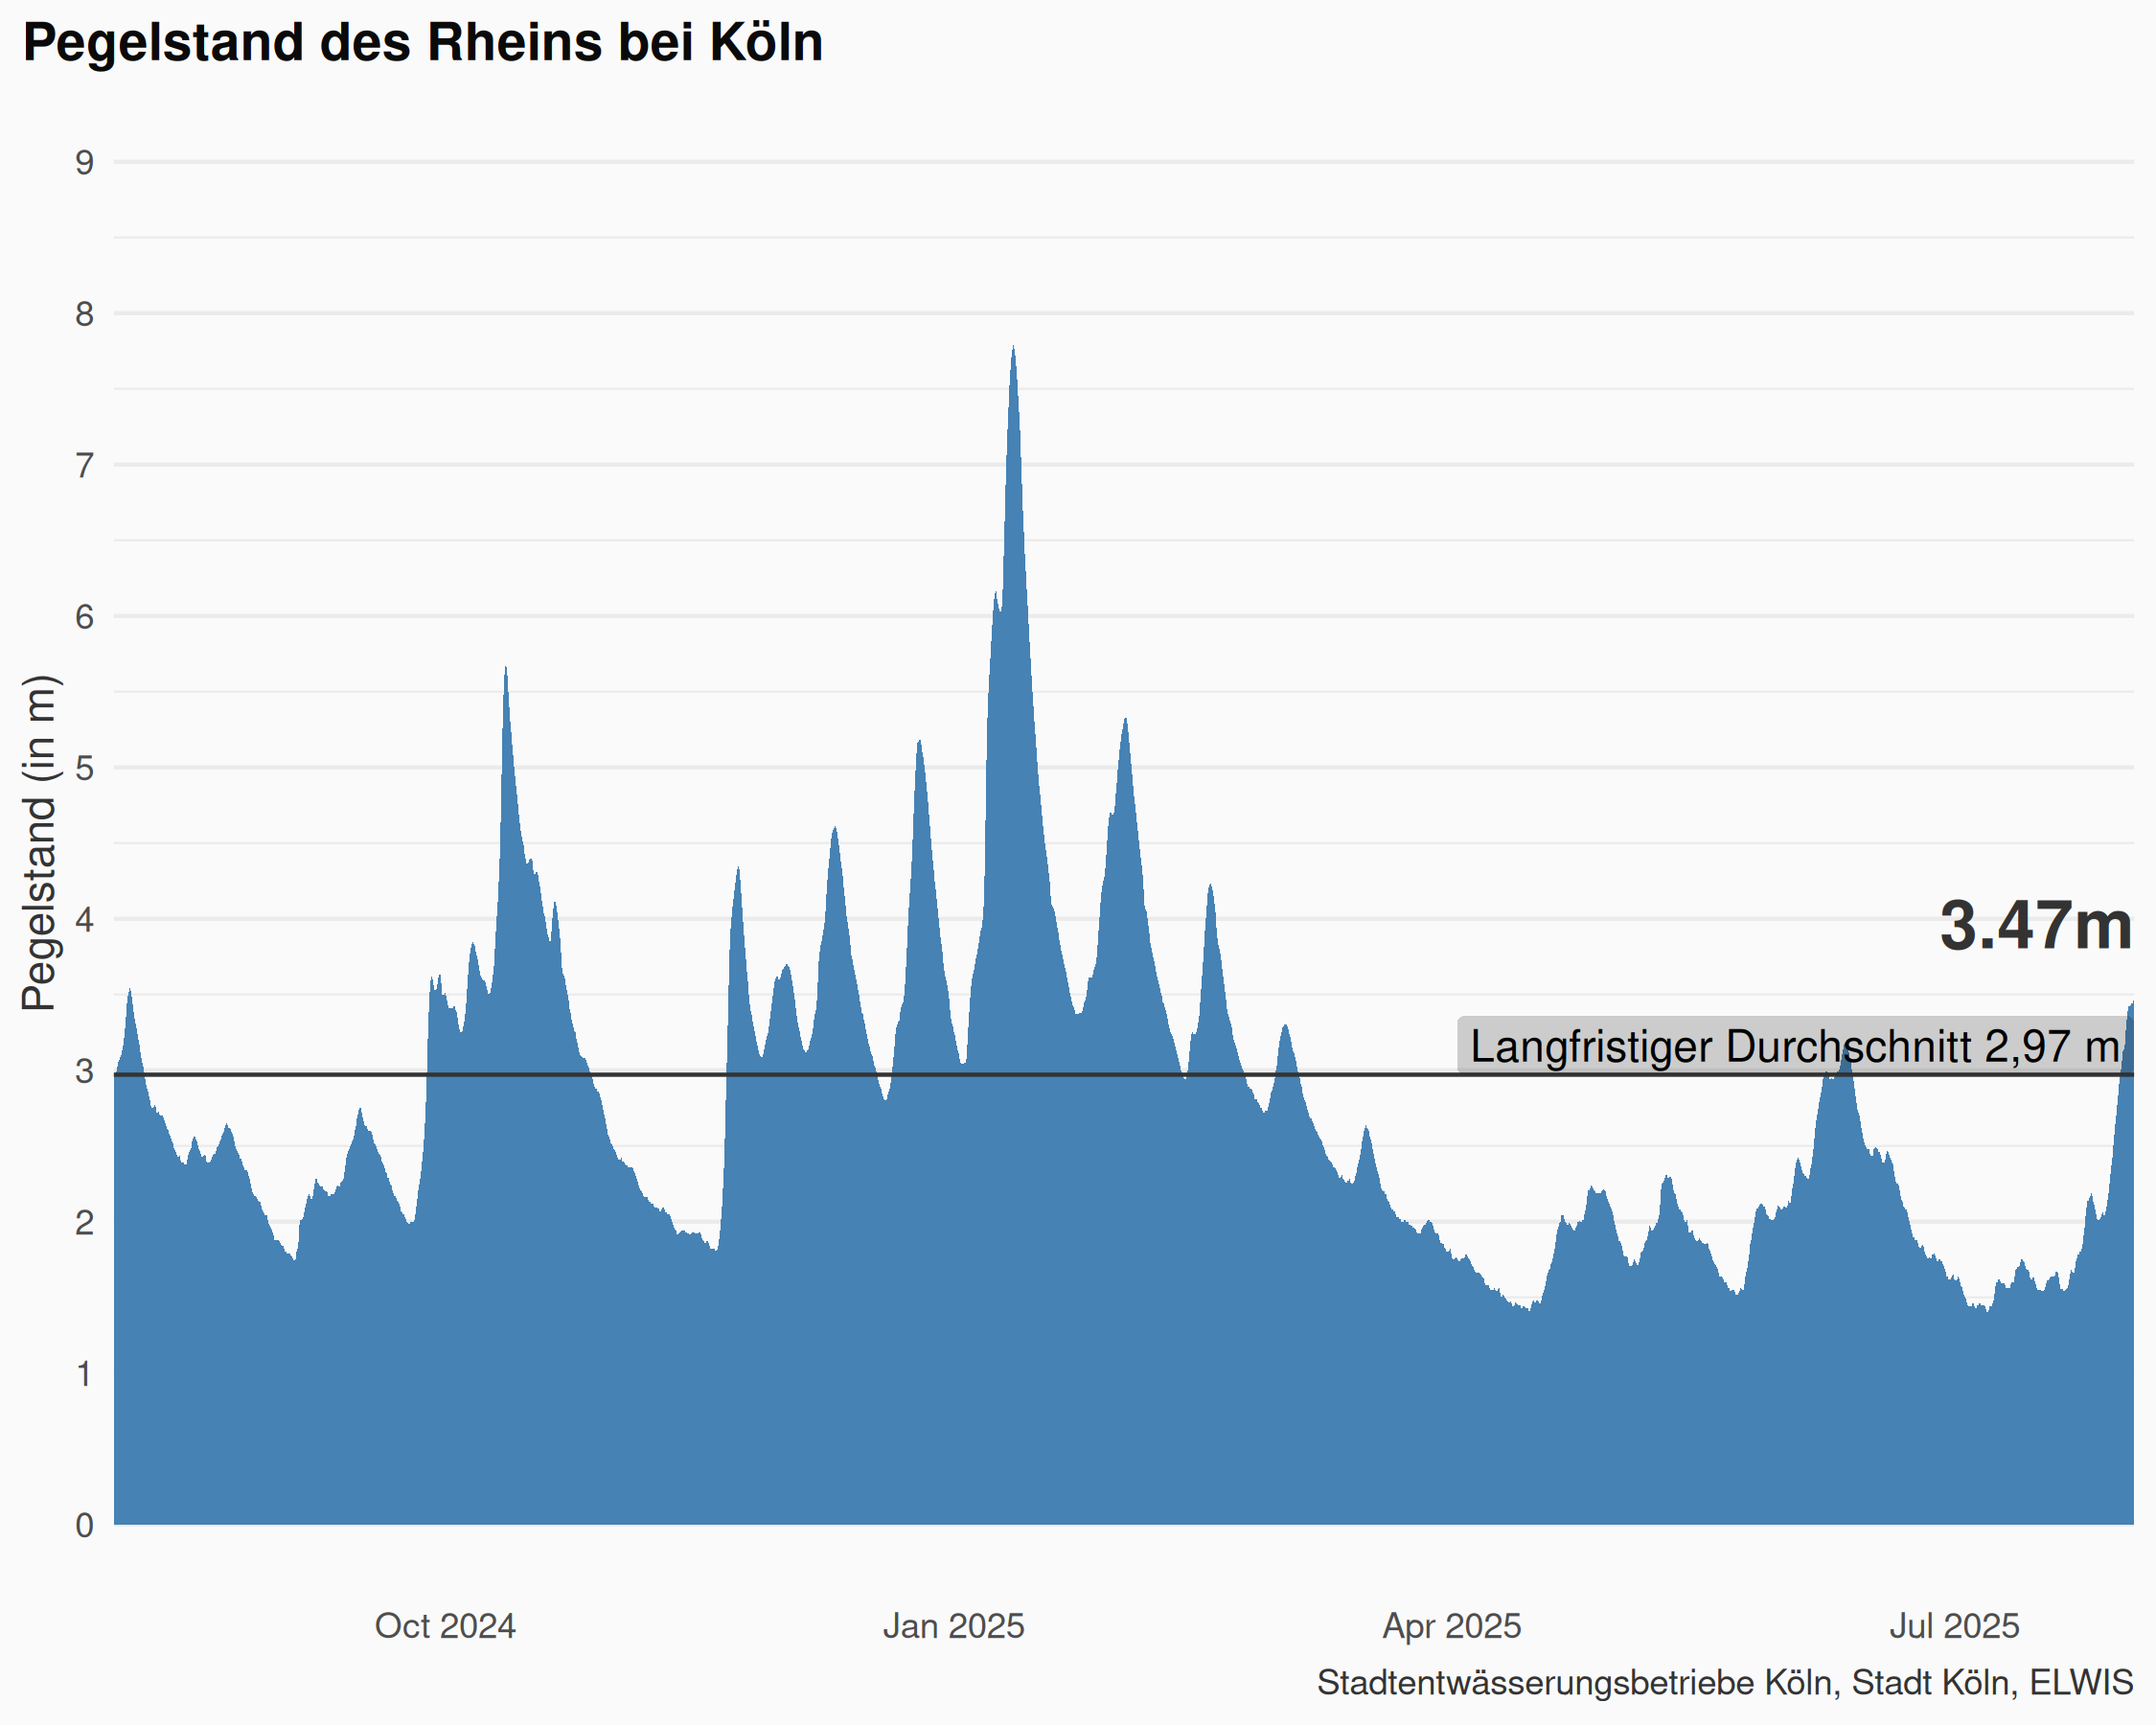 Pegelstand des Rheins bei Köln
Pegelstand (in m)
9
8
7
6
5
4
3
2
1
0
3.47m
Langfristiger Durchschnitt 2,97 m
Oct 2024
Jan 2025
Apr 2025
Jul 2025
Stadtentwässerungsbetriebe Köln, Stadt Köln, ELWIS